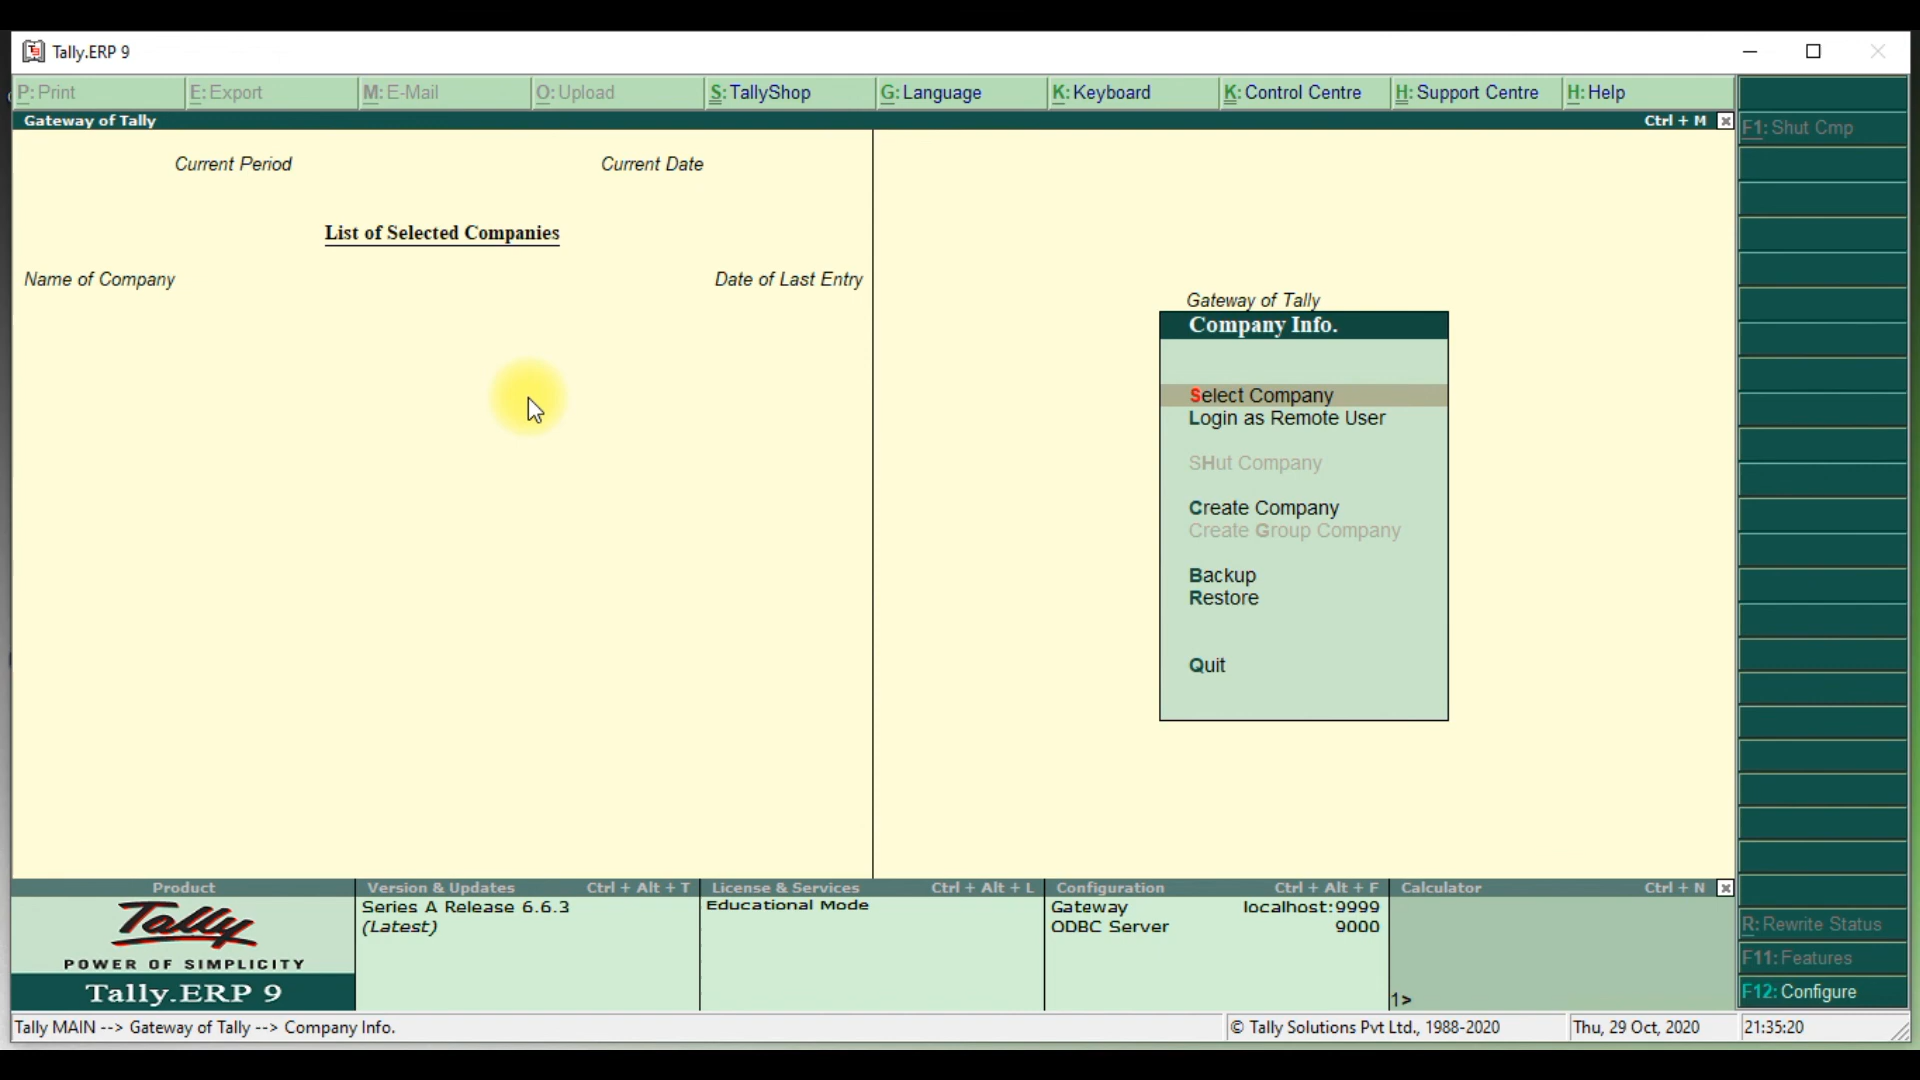 Tally.ERP 9
P: Print E: Export M: E-Mail O: Upload S: TallyShop G: Language K: Keyboard K: Control Centre H: Support Centre H: Help
Gateway of Tally Ctrl + M
F1: Shut Cmp
Current Period Current Date
List of Selected Companies
Name of Company Date of Last Entry
Gateway of Tally
Company Info.
Select Company
Login as Remote User
SHut Company
Create Company
Create Group Company
Backup
Restore
Quit
Product Version & Updates Ctrl + Alt + T License & Services Ctrl + Alt + L Configuration Ctrl + Alt + F Calculator Ctrl + N
Tally
POWER OF SIMPLICITY
Tally.ERP 9
Series A Release 6.6.3
(Latest)
Educational Mode
Gateway localhost:9999
ODBC Server 9000
1>
R: Rewrite Status
F11: Features
F12: Configure
Tally MAIN --> Gateway of Tally --> Company Info. © Tally Solutions Pvt Ltd., 1988-2020 Thu, 29 Oct, 2020 21:35:20